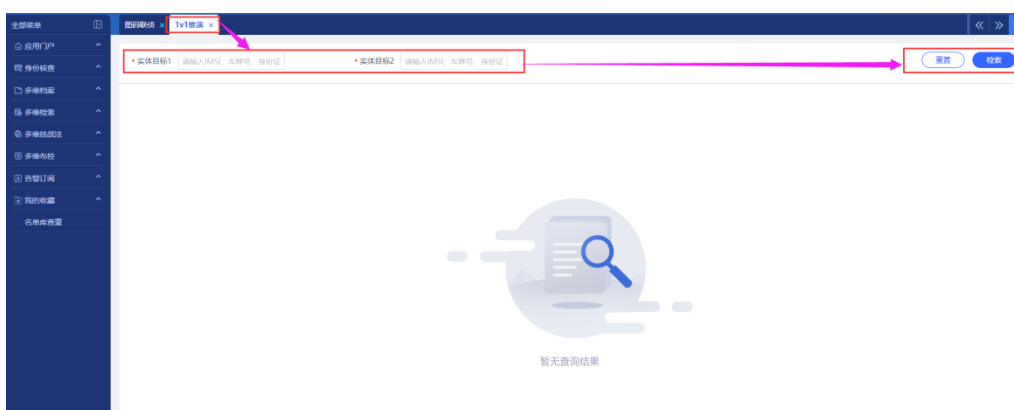 全部菜单
图码联侦 × 1v1推演 ×
应用门户
* 实体目标1 请输入IMSI、车牌号、身份证
* 实体目标2 请输入IMSI、车牌号、身份证
重置 检索
身份核查
多维档案
多维检索
多维技战法
多维布控
告警订阅
我的收藏
名单库查重
暂无查询结果